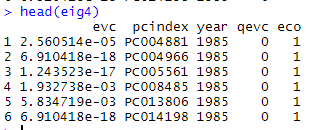 > head(eig4)
evc pcindex year qevc eco
1 2.560514e-05 PC004881 1985 0 1
2 6.910418e-18 PC004966 1985 0 1
3 1.243523e-17 PC005561 1985 0 1
4 1.932738e-03 PC008485 1985 0 1
5 5.834719e-03 PC013806 1985 0 1
6 6.910418e-18 PC014198 1985 0 1